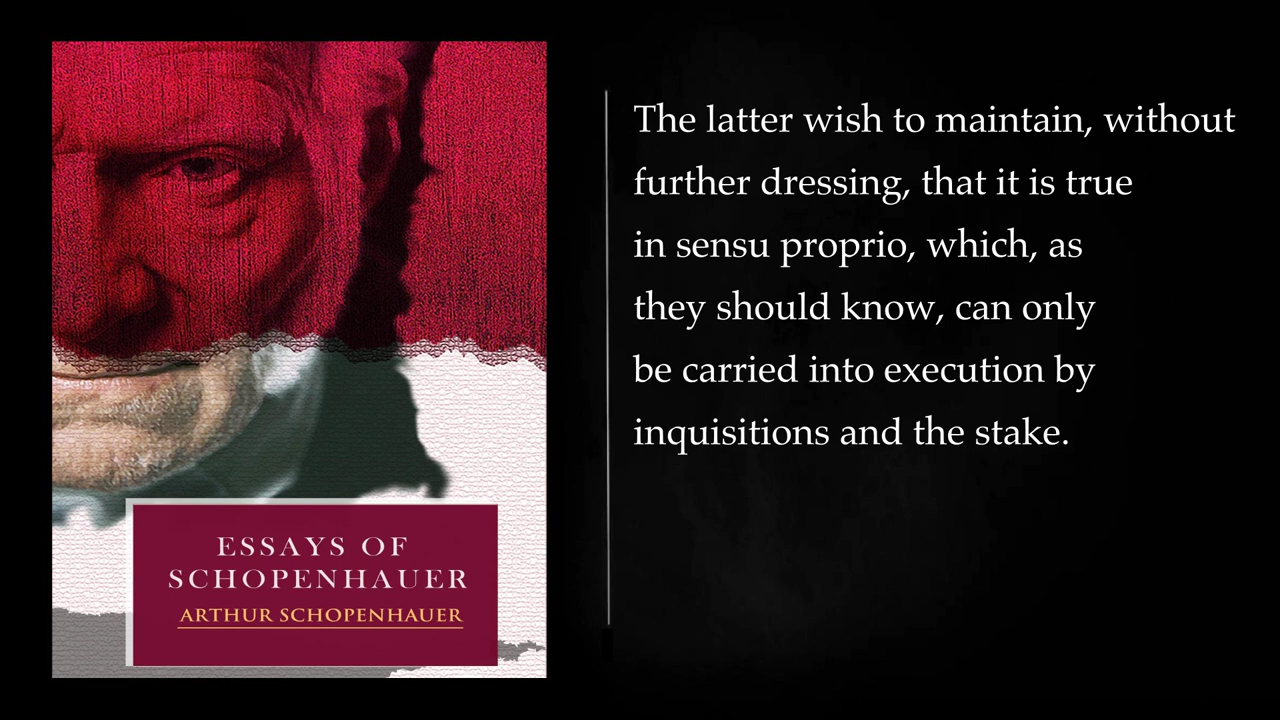 ESSAYS OF
SCHOPENHAUER
ARTHUR SCHOPENHAUER
The latter wish to maintain, without
further dressing, that it is true
in sensu proprio, which, as
they should know, can only
be carried into execution by
inquisitions and the stake.